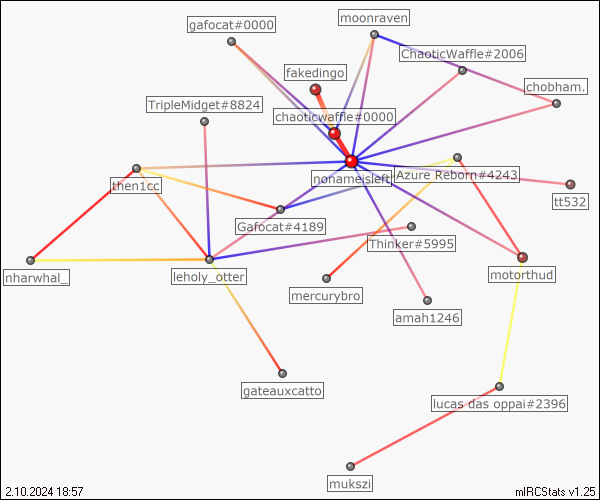 moonraven
gafocat#0000
ChaoticWaffle#2006
fakedingo
chobham.
TripleMidget#8824
chaoticwaffle#0000
nonameisleft
Azure Reborn#4243
then1cc
tt532
Gafocat#4189
Thinker#5995
nharwhal_
leholy_otter
motorthud
mercurybro
amah1246
gateauxcatto
lucas das oppai#2396
mukszi
2.10.2024 18:57
mIRCStats v1.25